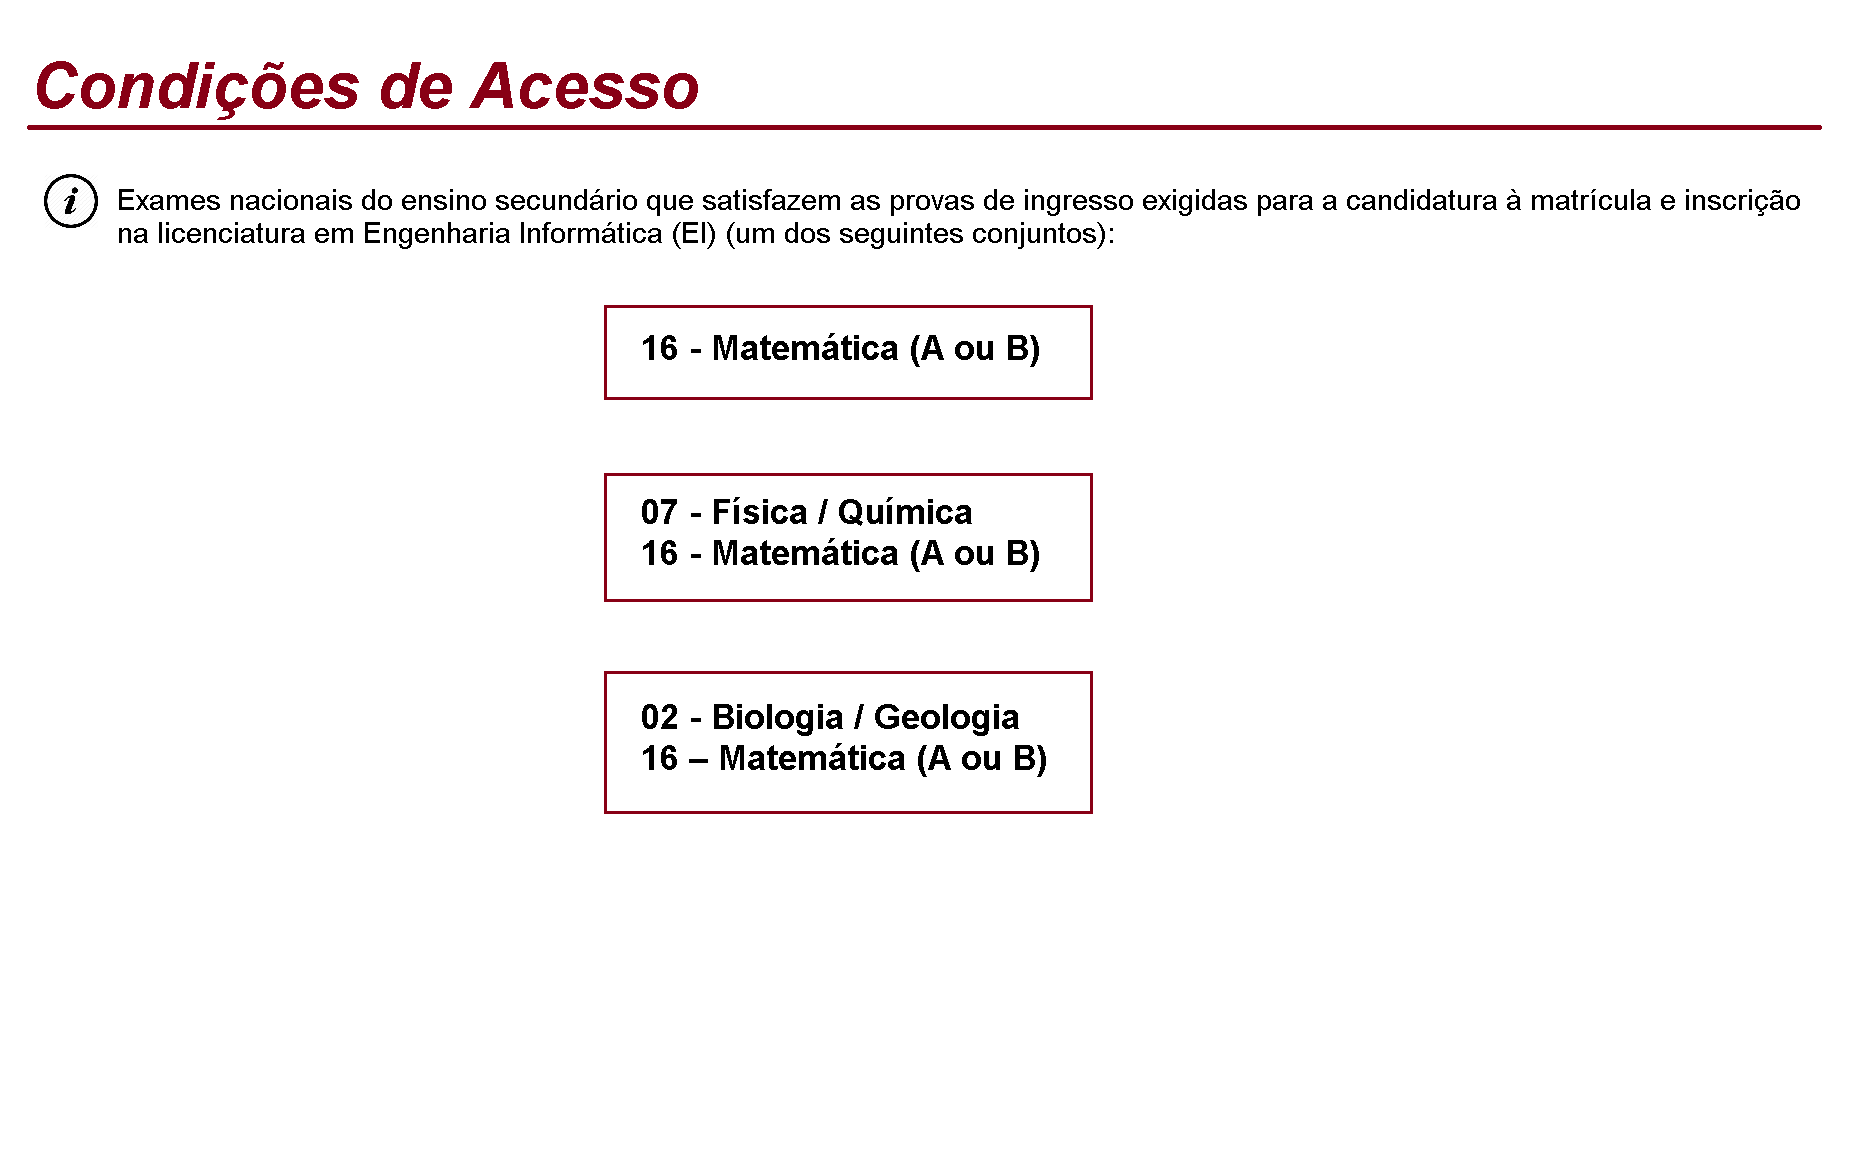 Condições de Acesso
i
Exames nacionais do ensino secundário que satisfazem as provas de ingresso exigidas para a candidatura à matrícula e inscrição
na licenciatura em Engenharia Informática (EI) (um dos seguintes conjuntos):
16 - Matemática (A ou B)
07 - Física / Química
16 - Matemática (A ou B)
02 - Biologia / Geologia
16 – Matemática (A ou B)